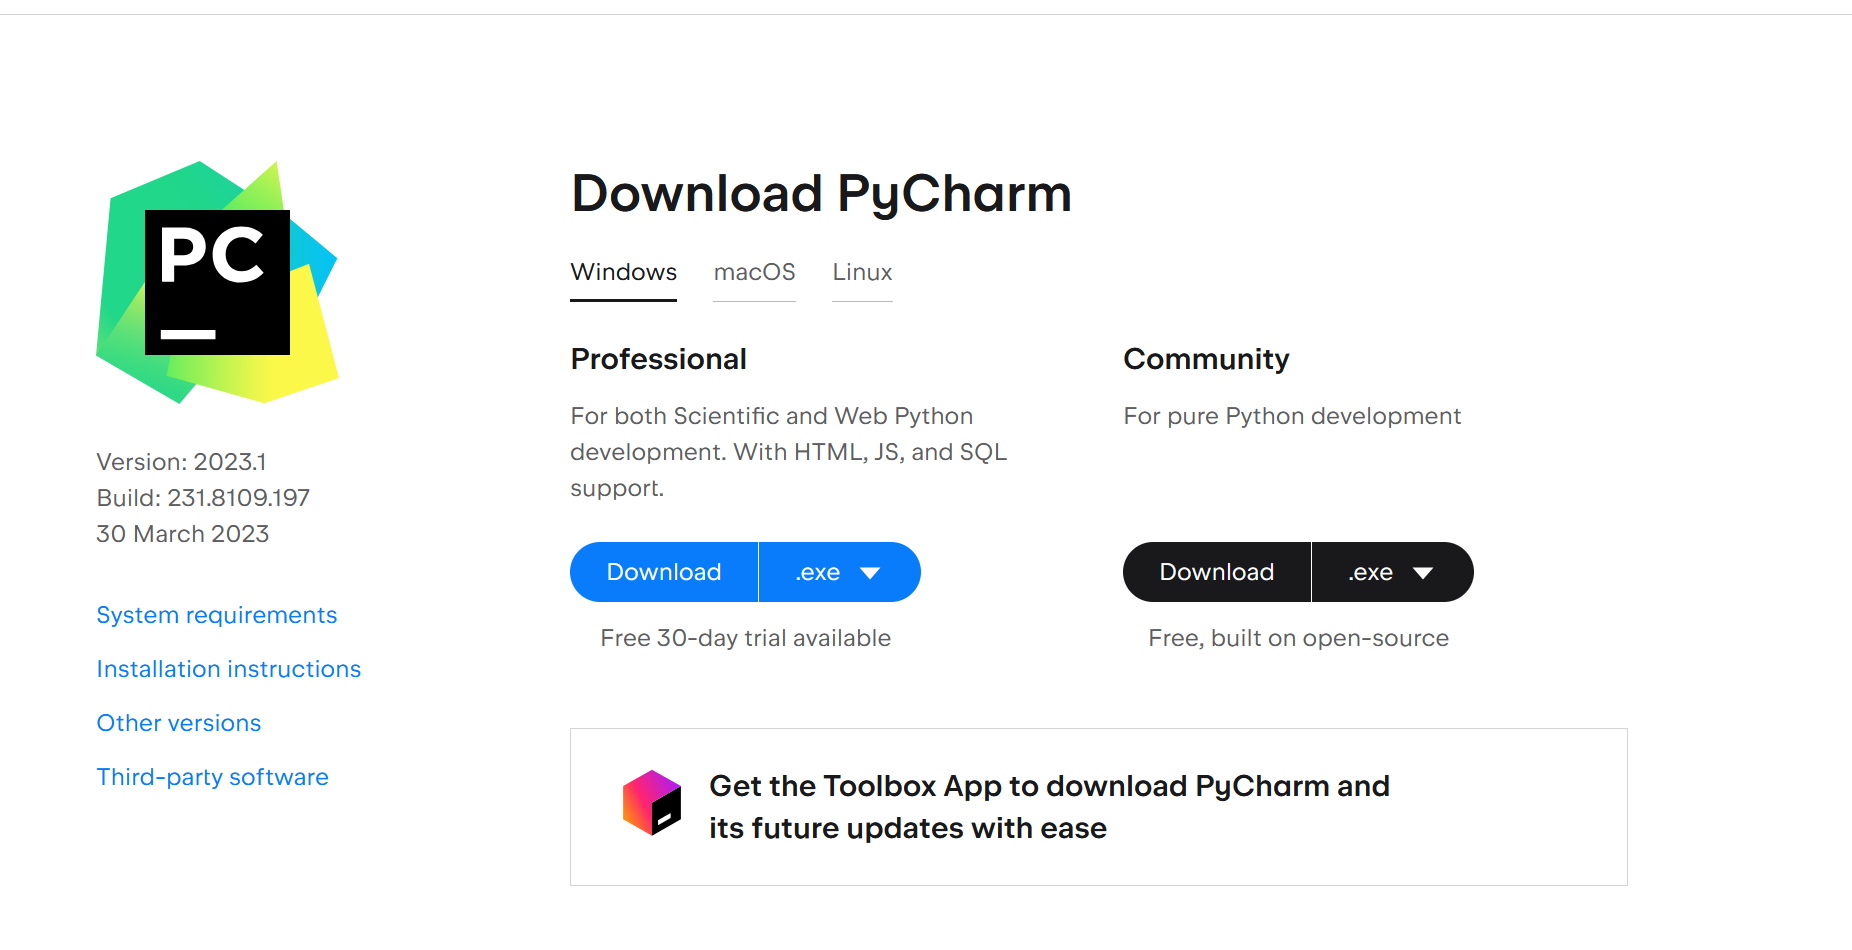 PC
Version: 2023.1
Build: 231.8109.197
30 March 2023
System requirements
Installation instructions
Other versions
Third-party software
Download PyCharm
Windows macOS Linux
Professional
For both Scientific and Web Python
development. With HTML, JS, and SQL
support.
Download .exe
Free 30-day trial available
Community
For pure Python development
Download .exe
Free, built on open-source
Get the Toolbox App to download PyCharm and
its future updates with ease